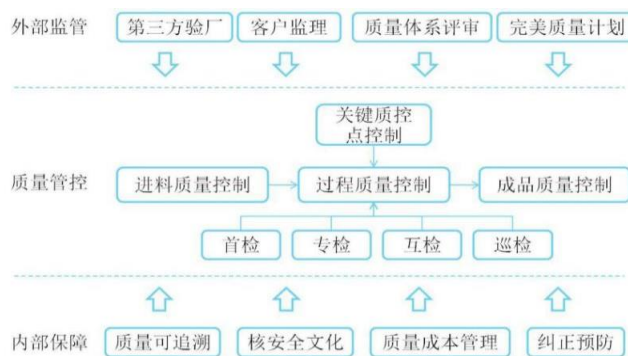 外部监管
第三方验厂
客户监理
质量体系评审
完美质量计划
关键质控
点控制
质量管控
进料质量控制
过程质量控制
成品质量控制
首检
专检
互检
巡检
内部保障
质量可追溯
核安全文化
质量成本管理
纠正预防